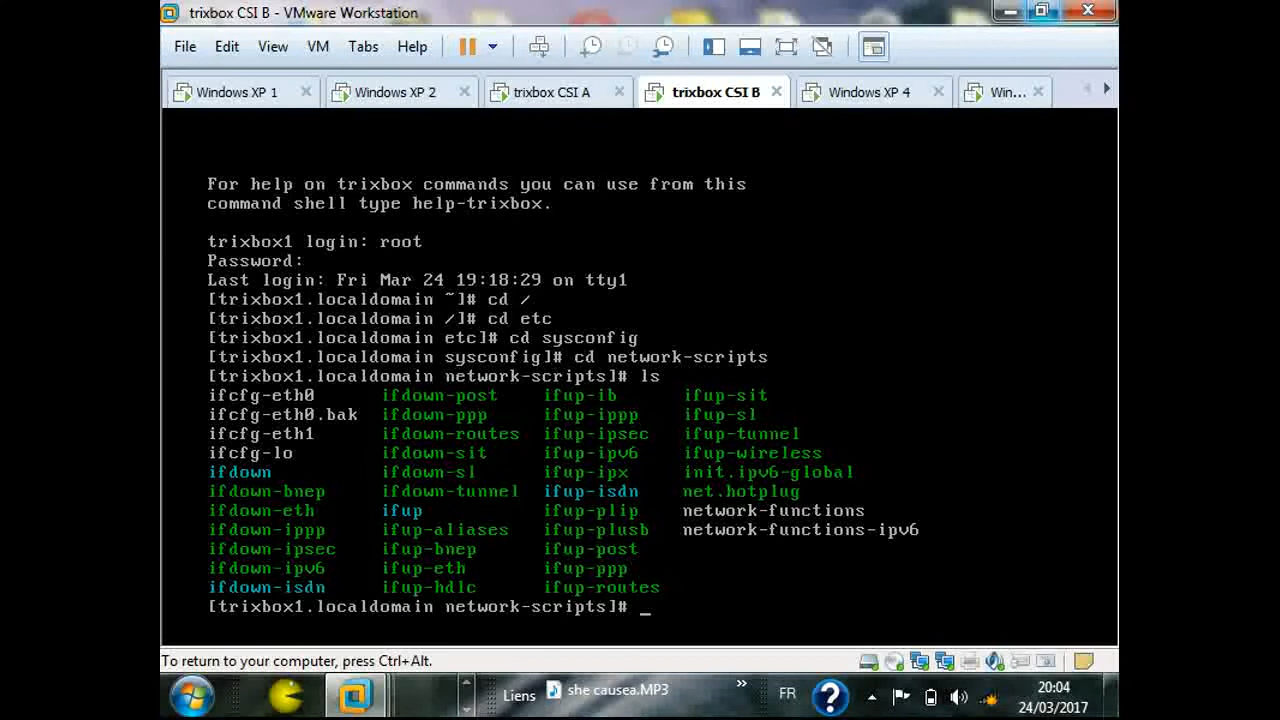 trixbox CSI B - VMware Workstation
File Edit View VM Tabs Help
Windows XP 1 Windows XP 2 trixbox CSI A trixbox CSI B Windows XP 4 Win...
For help on trixbox commands you can use from this
command shell type help-trixbox.
trixbox1 login: root
Password:
Last login: Fri Mar 24 19:18:29 on tty1
[trixbox1.localdomain ~]# cd /
[trixbox1.localdomain /]# cd etc
[trixbox1.localdomain etc]# cd sysconfig
[trixbox1.localdomain sysconfig]# cd network-scripts
[trixbox1.localdomain network-scripts]# ls
ifcfg-eth0 ifdown-post ifup-ib ifup-sit
ifcfg-eth0.bak ifdown-ppp ifup-ippp ifup-sl
ifcfg-eth1 ifdown-routes ifup-ipsec ifup-tunnel
ifcfg-lo ifdown-sit ifup-ipv6 ifup-wireless
ifdown ifdown-sl ifup-ipx init.ipv6-global
ifdown-bnep ifdown-tunnel ifup-isdn net.hotplug
ifdown-eth ifup ifup-plip network-functions
ifdown-ippp ifup-aliases ifup-plusb network-functions-ipv6
ifdown-ipsec ifup-bnep ifup-post
ifdown-ipv6 ifup-eth ifup-ppp
ifdown-isdn ifup-hdlc ifup-routes
[trixbox1.localdomain network-scripts]# _
To return to your computer, press Ctrl+Alt.
Liens she causea.MP3 » FR 20:04
24/03/2017